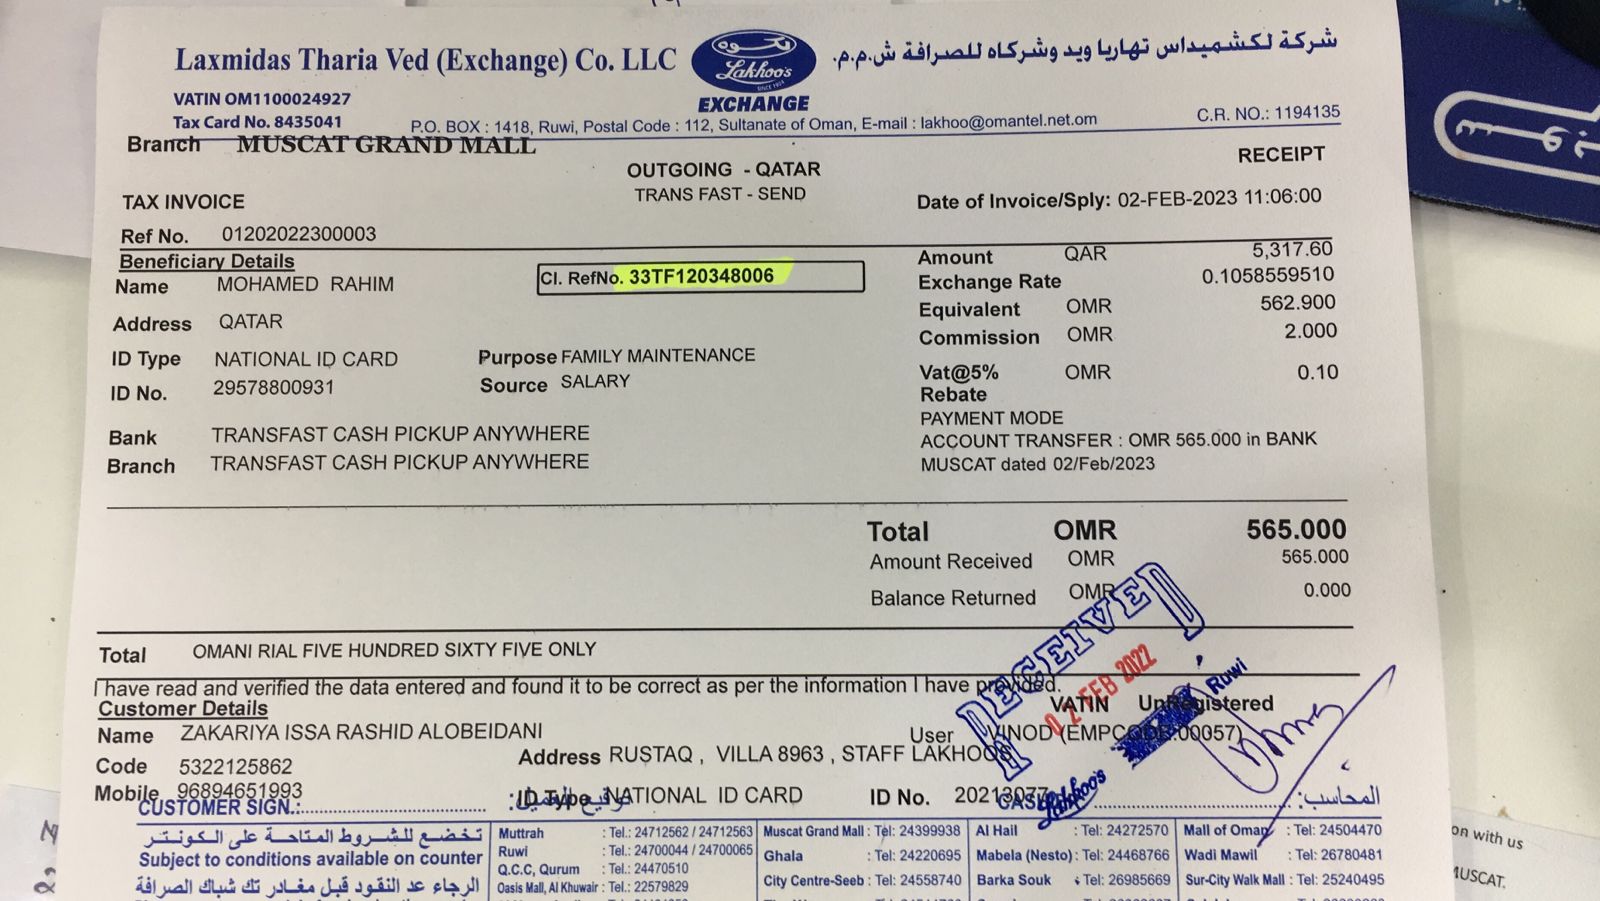 Laxmidas Tharia Ved (Exchange) Co. LLC
Lakhoo's
SINCE 1904
EXCHANGE
شركة لكشميداس تهاريا ويد وشركاه للصرافة ش.م.م.
VATIN OM1100024927
Tax Card No. 8435041
P.O. BOX : 1418, Ruwi, Postal Code : 112, Sultanate of Oman, E-mail : lakhoo@omantel.net.om
C.R. NO.: 1194135
Branch MUSCAT GRAND MALL
RECEIPT
OUTGOING - QATAR
TRANS FAST - SEND
TAX INVOICE
Date of Invoice/Sply: 02-FEB-2023 11:06:00
Ref No. 01202022300003
Beneficiary Details
Name MOHAMED RAHIM
Cl. RefNo. 33TF120348006
Address QATAR
ID Type NATIONAL ID CARD
Purpose FAMILY MAINTENANCE
ID No. 29578800931
Source SALARY
Bank TRANSFAST CASH PICKUP ANYWHERE
Branch TRANSFAST CASH PICKUP ANYWHERE
Amount QAR 5,317.60
Exchange Rate 0.1058559510
Equivalent OMR 562.900
Commission OMR 2.000
Vat@5% OMR 0.10
Rebate
PAYMENT MODE
ACCOUNT TRANSFER : OMR 565.000 in BANK
MUSCAT dated 02/Feb/2023
Total OMR 565.000
Amount Received OMR 565.000
Balance Returned OMR 0.000
Total OMANI RIAL FIVE HUNDRED SIXTY FIVE ONLY
I have read and verified the data entered and found it to be correct as per the information I have provided.
RECEIVED
02 FEB 2022
Lakhoo's Ruwi
Customer Details
VATIN UnRegistered
Name ZAKARIYA ISSA RASHID ALOBEIDANI
User VINOD (EMPCODE:00057)
Code 5322125862
Address RUSTAQ , VILLA 8963 , STAFF LAKHOOS
Mobile 96894651993
ID Type NATIONAL ID CARD
ID No. 20213077
CUSTOMER SIGN.: توقيع العميل:
المحاسب:
تخضع للشروط المتاحة على الكونتر
Subject to conditions available on counter
الرجاء عد النقود قبل مغادرتك شباك الصرافة
Muttrah : Tel.: 24712562 / 24712563
Ruwi : Tel.: 24700044 / 24700065
Q.C.C, Qurum : Tel.: 24470510
Oasis Mall, Al Khuwair : Tel.: 22579829
Muscat Grand Mall : Tel: 24399938
Ghala : Tel: 24220695
City Centre-Seeb : Tel: 24558740
Al Hail : Tel: 24272570
Mabela (Nesto) : Tel: 24468766
Barka Souk : Tel: 26985669
Mall of Oman : Tel: 24504470
Wadi Mawil : Tel: 26780481
Sur-City Walk Mall : Tel: 25240495
on with us
MUSCAT.